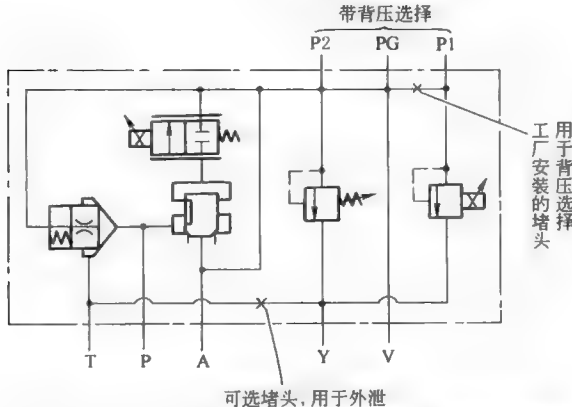 带背压选择
P2 PG P1
用于背压选择
工厂安装的堵头
T P A Y V
可选堵头，用于外泄